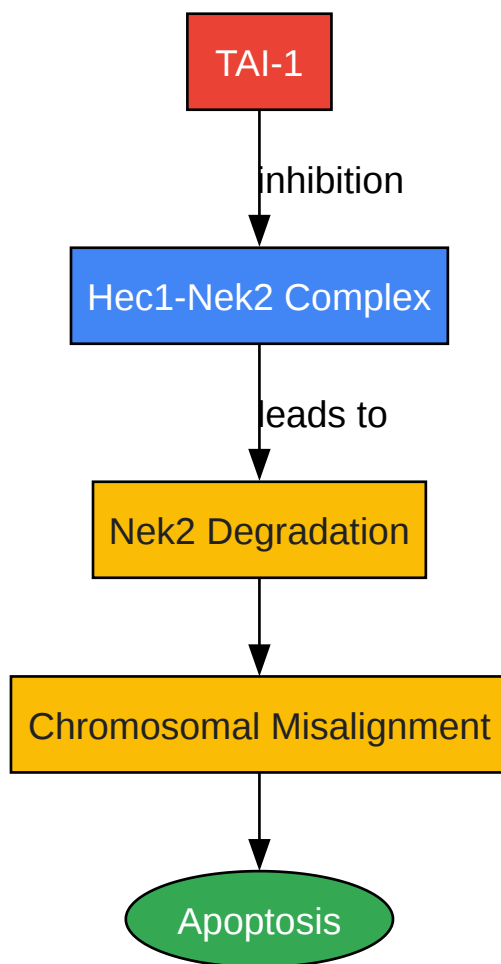 TAI-1
inhibition
Hec1-Nek2 Complex
leads to
Nek2 Degradation
Chromosomal Misalignment
Apoptosis